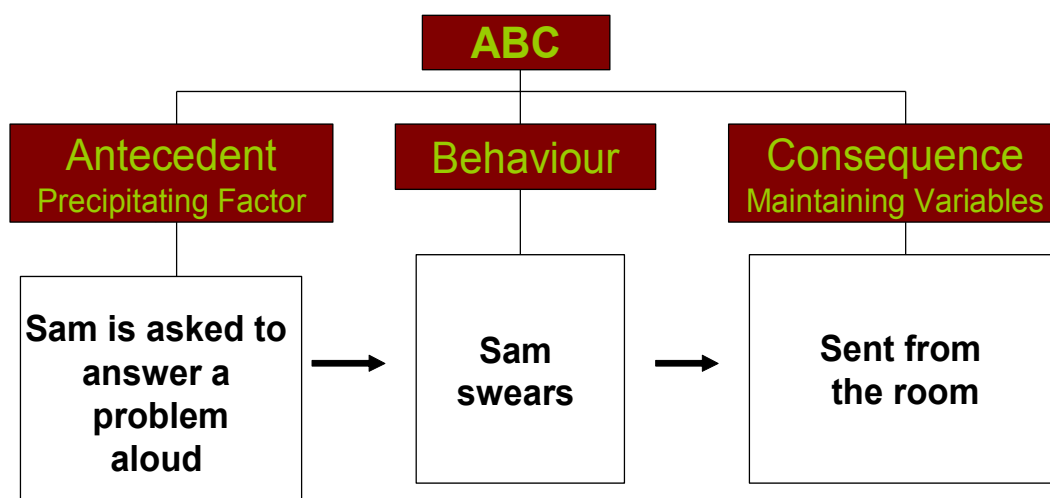 ABC
Antecedent
Precipitating Factor
Behaviour
Consequence
Maintaining Variables
Sam is asked to
answer a
problem
aloud
Sam
swears
Sent from
the room